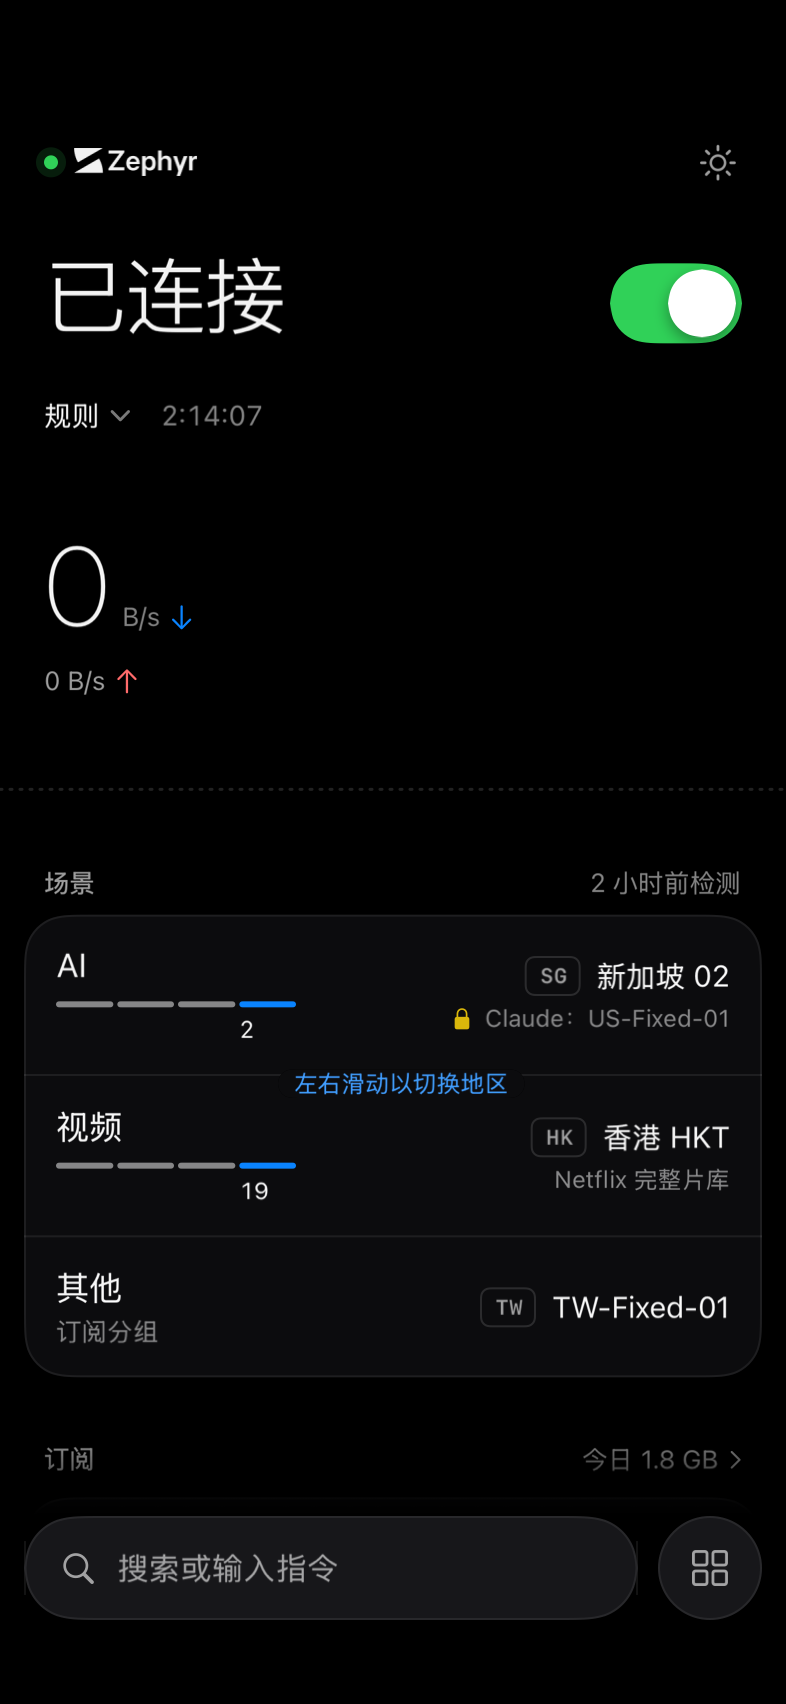 Zephyr
已连接
规则 2:14:07
0 B/s ↓
0 B/s ↑
场景 2 小时前检测
AI SG 新加坡 02
2 Claude: US-Fixed-01
左右滑动以切换地区
视频 HK 香港 HKT
19 Netflix 完整片库
其他 TW TW-Fixed-01
订阅分组
订阅 今日 1.8 GB
搜索或输入指令